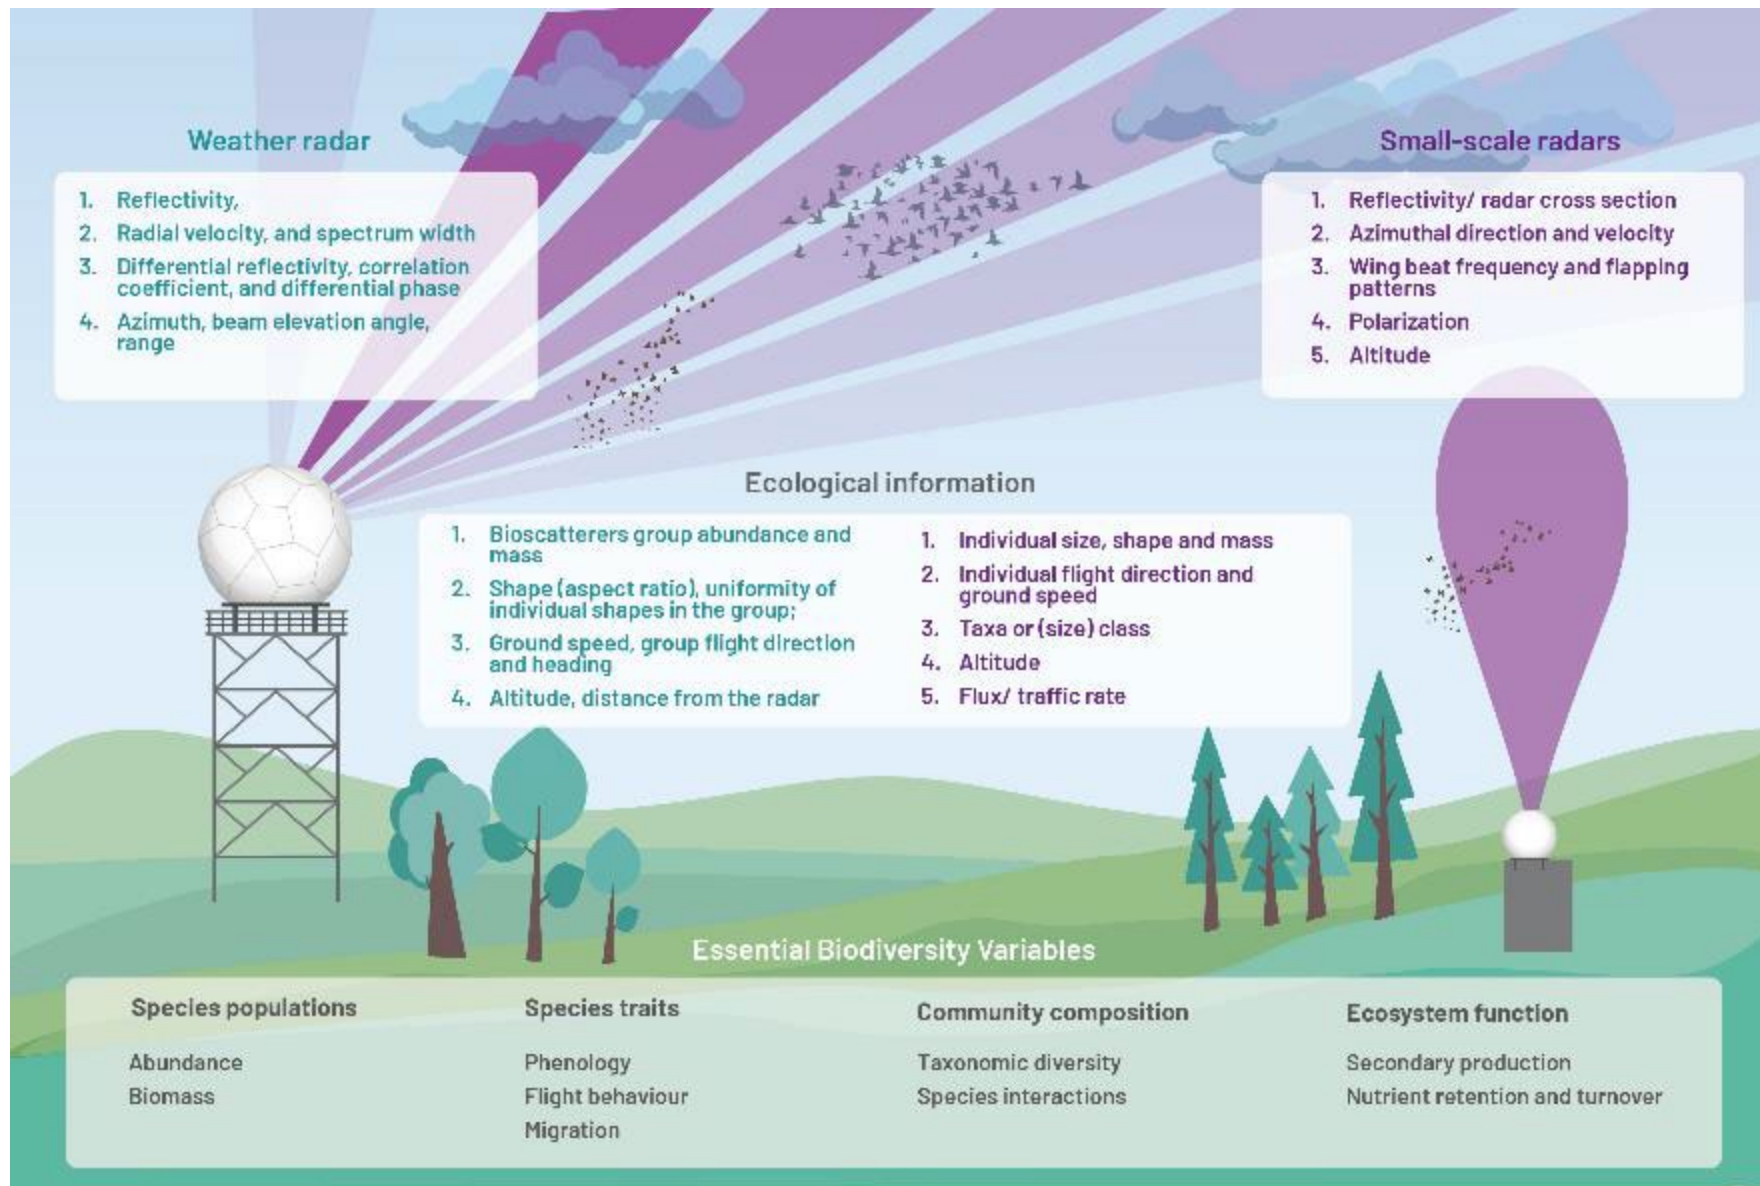 Weather radar
1. Reflectivity,
2. Radial velocity, and spectrum width
3. Differential reflectivity, correlation
coefficient, and differential phase
4. Azimuth, beam elevation angle,
range
Small-scale radars
1. Reflectivity/ radar cross section
2. Azimuthal direction and velocity
3. Wing beat frequency and flapping
patterns
4. Polarization
5. Altitude
Ecological information
1. Bioscatterers group abundance and
mass
2. Shape (aspect ratio), uniformity of
individual shapes in the group;
3. Ground speed, group flight direction
and heading
4. Altitude, distance from the radar
1. Individual size, shape and mass
2. Individual flight direction and
ground speed
3. Taxa or (size) class
4. Altitude
5. Flux/ traffic rate
Essential Biodiversity Variables
Species populations
Abundance
Biomass
Species traits
Phenology
Flight behaviour
Migration
Community composition
Taxonomic diversity
Species interactions
Ecosystem function
Secondary production
Nutrient retention and turnover